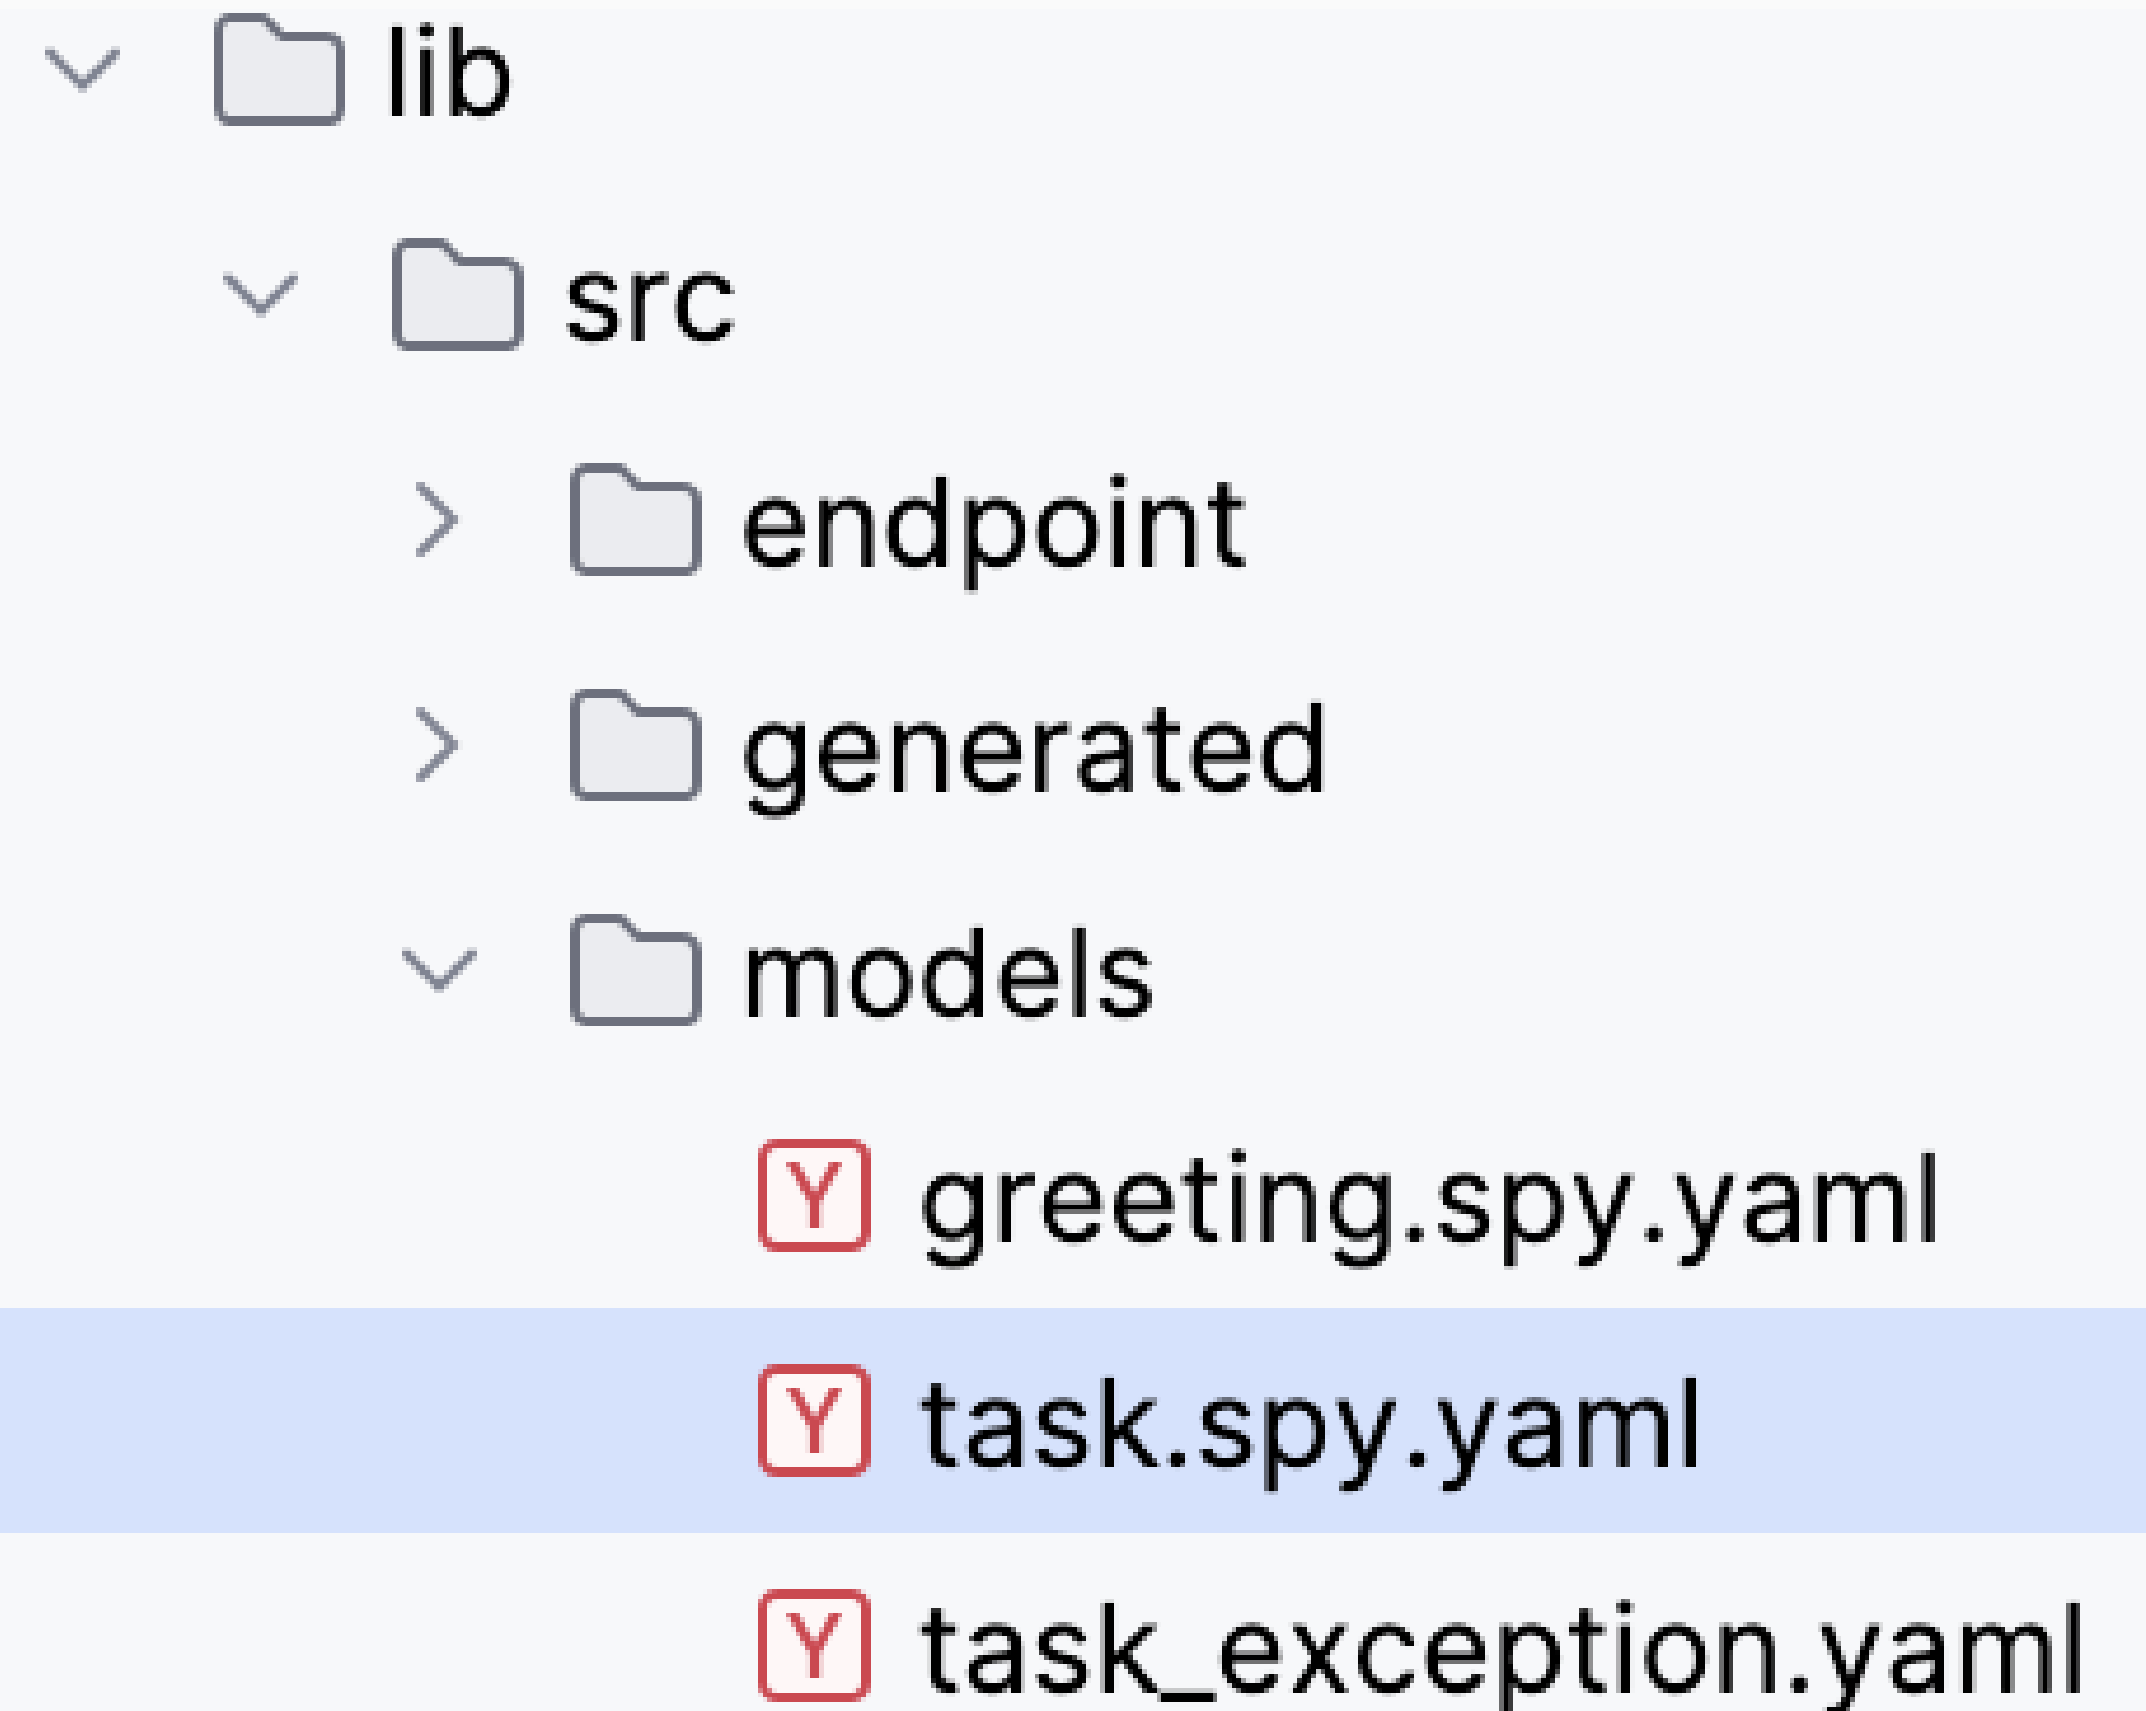 lib
src
endpoint
generated
models
Y greeting.spy.yaml
Y task.spy.yaml
Y task_exception.yaml